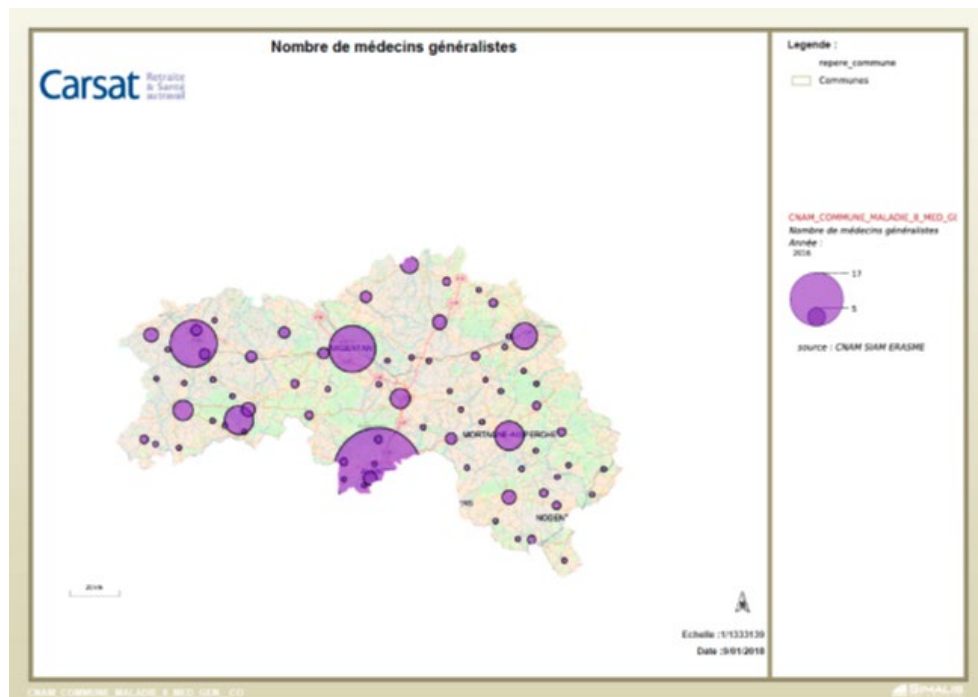 Nombre de médecins généralistes
Carsat
Retraite
& Santé
au travail
Legende :
repere_commune
Communes
CNAM_COMMUNE_MALADIE_8_MED_GI
Nombre de médecins généralistes
Année :
2016
17
5
source : CNAM SIAM ERASME
MORTAGNE-AU-PERCHE
NOGENT
Echelle :1/1333139
Date :9/01/2018
CNAM_COMMUNE_MALADIE_8_MED_GEN_CO